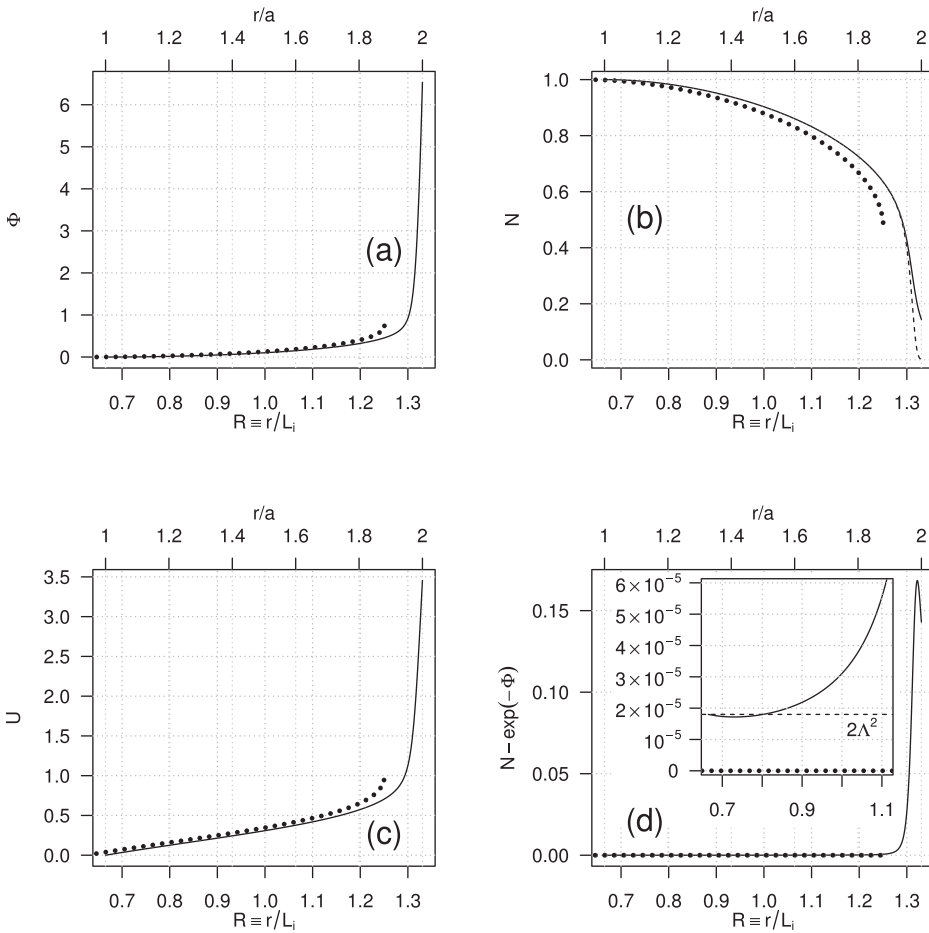 r/a
1 1.2 1.4 1.6 1.8 2
6
5
4
3
2
1
0
Φ
(a)
0.7 0.8 0.9 1.0 1.1 1.2 1.3
R ≡ r/Li
r/a
1 1.2 1.4 1.6 1.8 2
1.0
0.8
0.6
0.4
0.2
0.0
N
(b)
0.7 0.8 0.9 1.0 1.1 1.2 1.3
R ≡ r/Li
r/a
1 1.2 1.4 1.6 1.8 2
3.5
3.0
2.5
2.0
1.5
1.0
0.5
0.0
U
(c)
0.7 0.8 0.9 1.0 1.1 1.2 1.3
R ≡ r/Li
r/a
1 1.2 1.4 1.6 1.8 2
0.15
0.10
0.05
0.00
N − exp(−Φ)
6×10⁻⁵
5×10⁻⁵
4×10⁻⁵
3×10⁻⁵
2×10⁻⁵
10⁻⁵
0
2Λ²
0.7 0.9 1.0 1.1
(d)
0.7 0.8 0.9 1.0 1.1 1.2 1.3
R ≡ r/Li